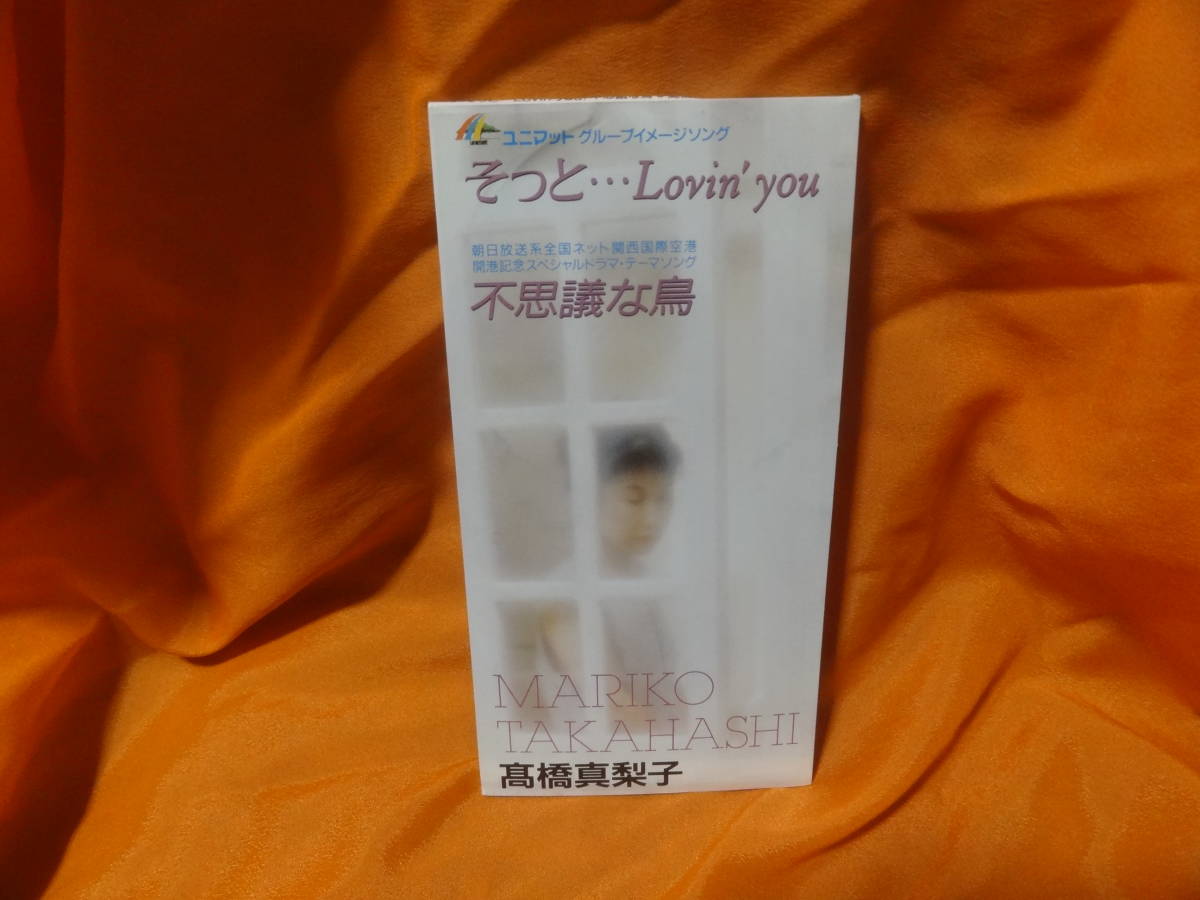 ユニマット グループイメージソング
そっと…Lovin' you
朝日放送系全国ネット関西国際空港
開港記念スペシャルドラマ・テーマソング
不思議な鳥
MARIKO
TAKAHASHI
髙橋真梨子